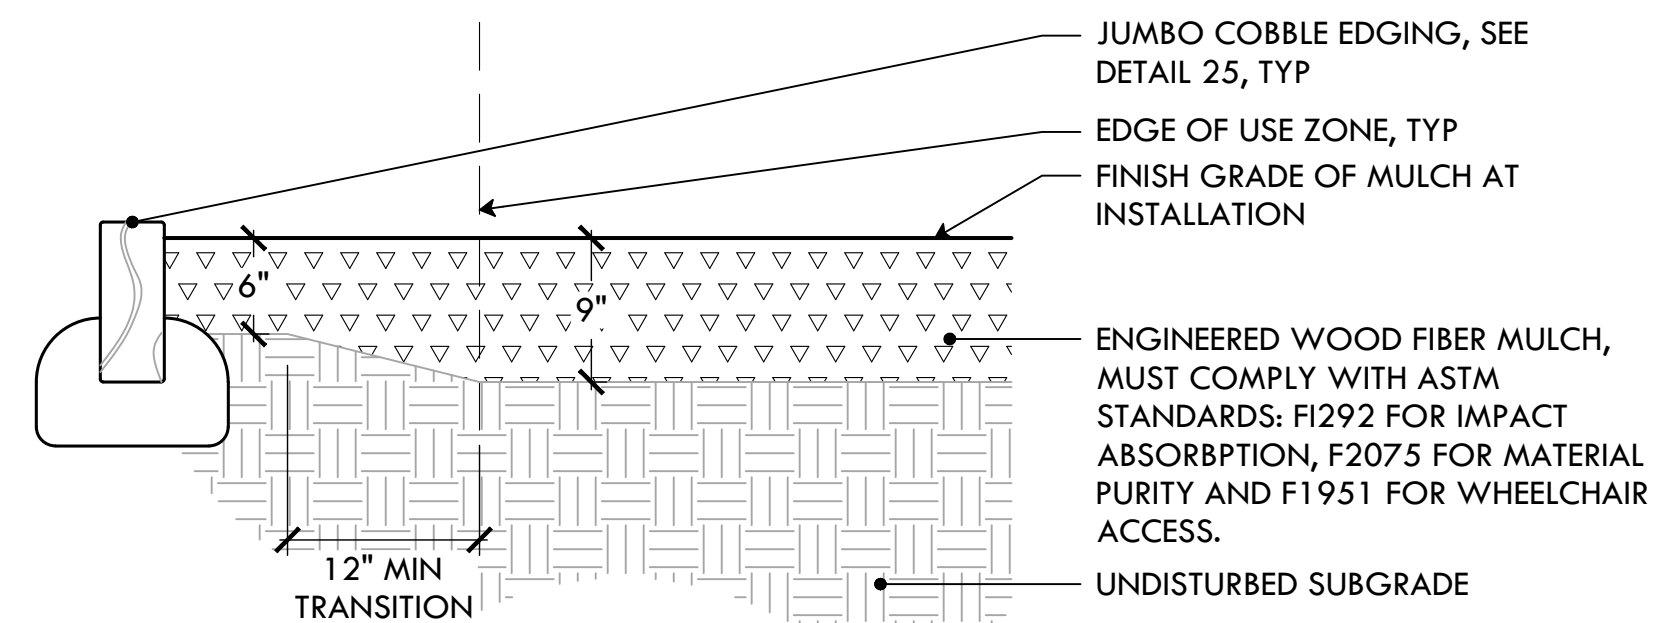 JUMBO COBBLE EDGING, SEE
DETAIL 25, TYP
EDGE OF USE ZONE, TYP
FINISH GRADE OF MULCH AT
INSTALLATION
6"
9"
ENGINEERED WOOD FIBER MULCH,
MUST COMPLY WITH ASTM
STANDARDS: FI292 FOR IMPACT
ABSORBPTION, F2075 FOR MATERIAL
PURITY AND F1951 FOR WHEELCHAIR
ACCESS.
12" MIN
TRANSITION
UNDISTURBED SUBGRADE